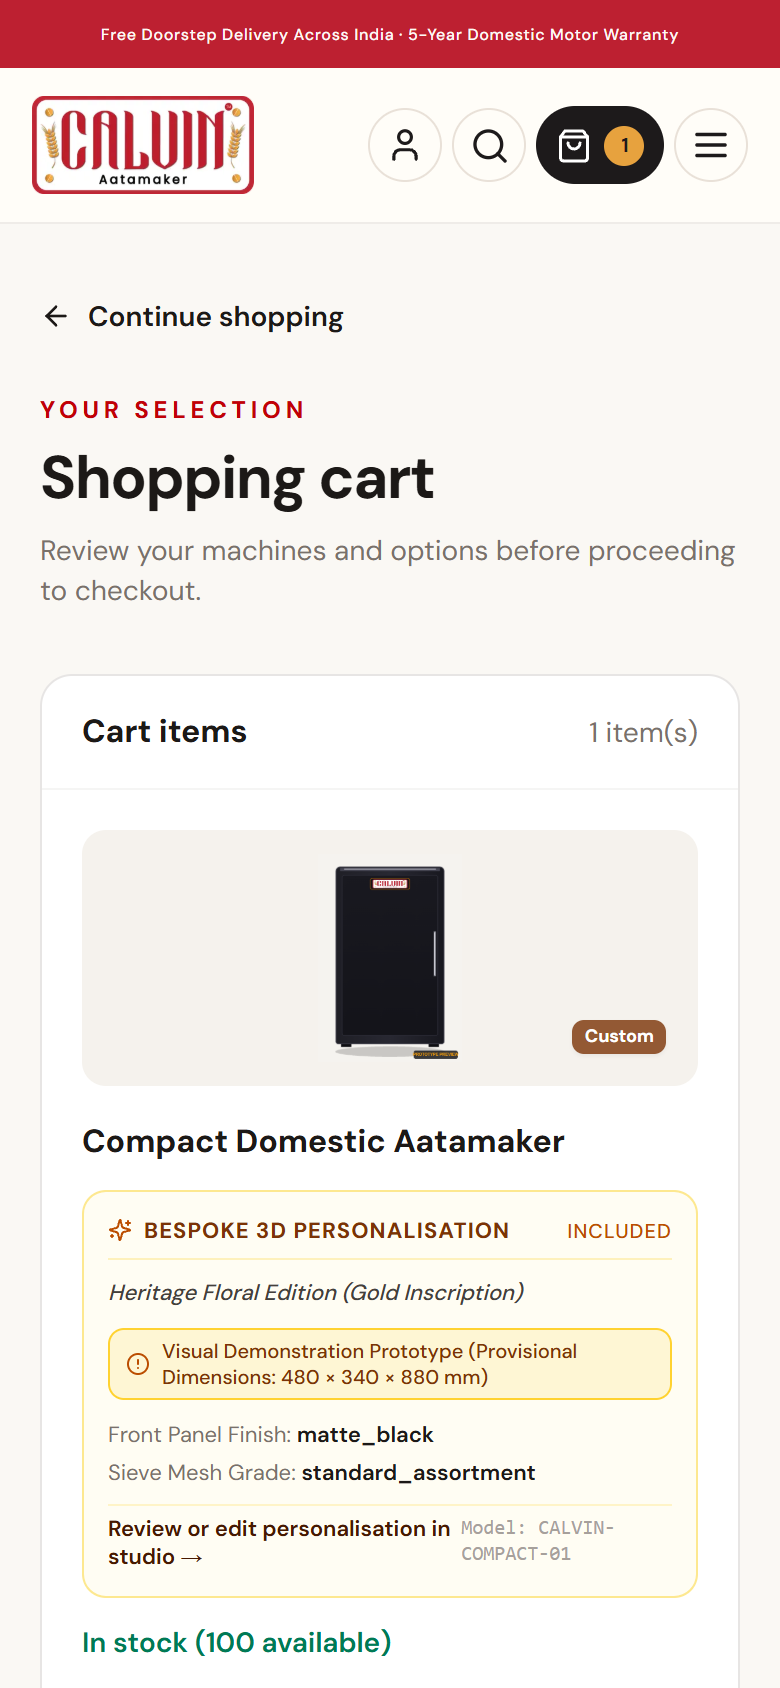 Free Doorstep Delivery Across India · 5-Year Domestic Motor Warranty
CALVIN
Aatamaker
1
Continue shopping
YOUR SELECTION
Shopping cart
Review your machines and options before proceeding
to checkout.
Cart items
1 item(s)
CALVIN
PROTOTYPE PREVIEW
Custom
Compact Domestic Aatamaker
BESPOKE 3D PERSONALISATION
INCLUDED
Heritage Floral Edition (Gold Inscription)
Visual Demonstration Prototype (Provisional
Dimensions: 480 × 340 × 880 mm)
Front Panel Finish: matte_black
Sieve Mesh Grade: standard_assortment
Review or edit personalisation in
studio →
Model: CALVIN-
COMPACT-01
In stock (100 available)